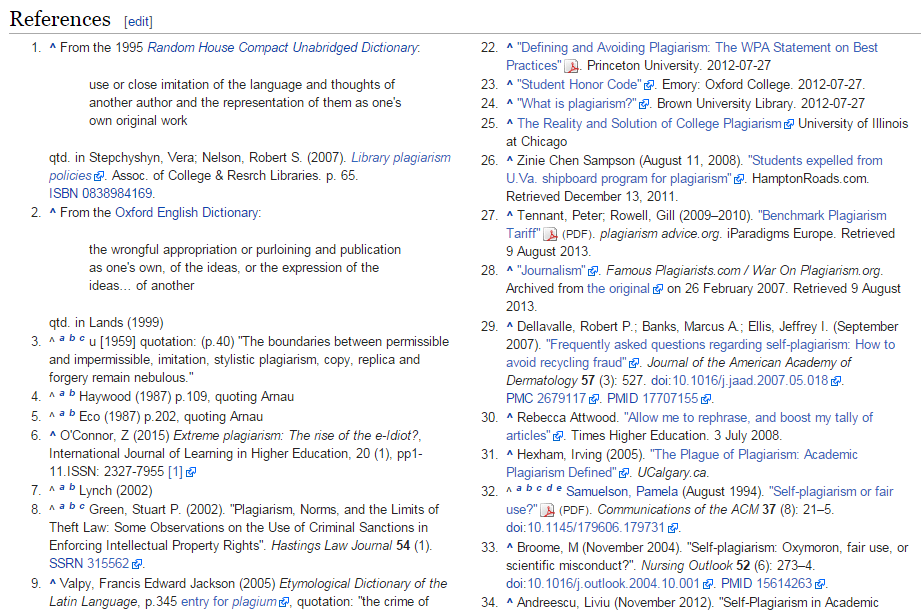 References [edit]
1. ^ From the 1995 Random House Compact Unabridged Dictionary:
use or close imitation of the language and thoughts of
another author and the representation of them as one's
own original work
qtd. in Stepchyshyn, Vera; Nelson, Robert S. (2007). Library plagiarism
policies. Assoc. of College & Resrch Libraries. p. 65.
ISBN 0838984169.
2. ^ From the Oxford English Dictionary:
the wrongful appropriation or purloining and publication
as one's own, of the ideas, or the expression of the
ideas... of another
qtd. in Lands (1999)
3. ^ a b c u [1959] quotation: (p.40) "The boundaries between permissible
and impermissible, imitation, stylistic plagiarism, copy, replica and
forgery remain nebulous."
4. ^ a b Haywood (1987) p.109, quoting Arnau
5. ^ a b Eco (1987) p.202, quoting Arnau
6. ^ O'Connor, Z (2015) Extreme plagiarism: The rise of the e-Idiot?,
International Journal of Learning in Higher Education, 20 (1), pp1-
11.ISSN: 2327-7955 [1]
7. ^ a b Lynch (2002)
8. ^ a b c Green, Stuart P. (2002). "Plagiarism, Norms, and the Limits of
Theft Law: Some Observations on the Use of Criminal Sanctions in
Enforcing Intellectual Property Rights". Hastings Law Journal 54 (1).
SSRN 315562.
9. ^ Valpy, Francis Edward Jackson (2005) Etymological Dictionary of the
Latin Language, p.345 entry for plagium, quotation: "the crime of
22. ^ "Defining and Avoiding Plagiarism: The WPA Statement on Best
Practices". Princeton University. 2012-07-27
23. ^ "Student Honor Code". Emory: Oxford College. 2012-07-27.
24. ^ "What is plagiarism?". Brown University Library. 2012-07-27
25. ^ The Reality and Solution of College Plagiarism University of Illinois
at Chicago
26. ^ Zinie Chen Sampson (August 11, 2008). "Students expelled from
U.Va. shipboard program for plagiarism". HamptonRoads.com.
Retrieved December 13, 2011.
27. ^ Tennant, Peter; Rowell, Gill (2009–2010). "Benchmark Plagiarism
Tariff" (PDF). plagiarism advice.org. iParadigms Europe. Retrieved
9 August 2013.
28. ^ "Journalism". Famous Plagiarists.com / War On Plagiarism.org.
Archived from the original on 26 February 2007. Retrieved 9 August
2013.
29. ^ Dellavalle, Robert P.; Banks, Marcus A.; Ellis, Jeffrey I. (September
2007). "Frequently asked questions regarding self-plagiarism: How to
avoid recycling fraud". Journal of the American Academy of
Dermatology 57 (3): 527. doi:10.1016/j.jaad.2007.05.018.
PMC 2679117. PMID 17707155.
30. ^ Rebecca Attwood. "Allow me to rephrase, and boost my tally of
articles". Times Higher Education. 3 July 2008.
31. ^ Hexham, Irving (2005). "The Plague of Plagiarism: Academic
Plagiarism Defined". UCalgary.ca.
32. ^ a b c d e Samuelson, Pamela (August 1994). "Self-plagiarism or fair
use?" (PDF). Communications of the ACM 37 (8): 21–5.
doi:10.1145/179606.179731.
33. ^ Broome, M (November 2004). "Self-plagiarism: Oxymoron, fair use, or
scientific misconduct?". Nursing Outlook 52 (6): 273–4.
doi:10.1016/j.outlook.2004.10.001. PMID 15614263.
34. ^ Andreescu, Liviu (November 2012). "Self-Plagiarism in Academic